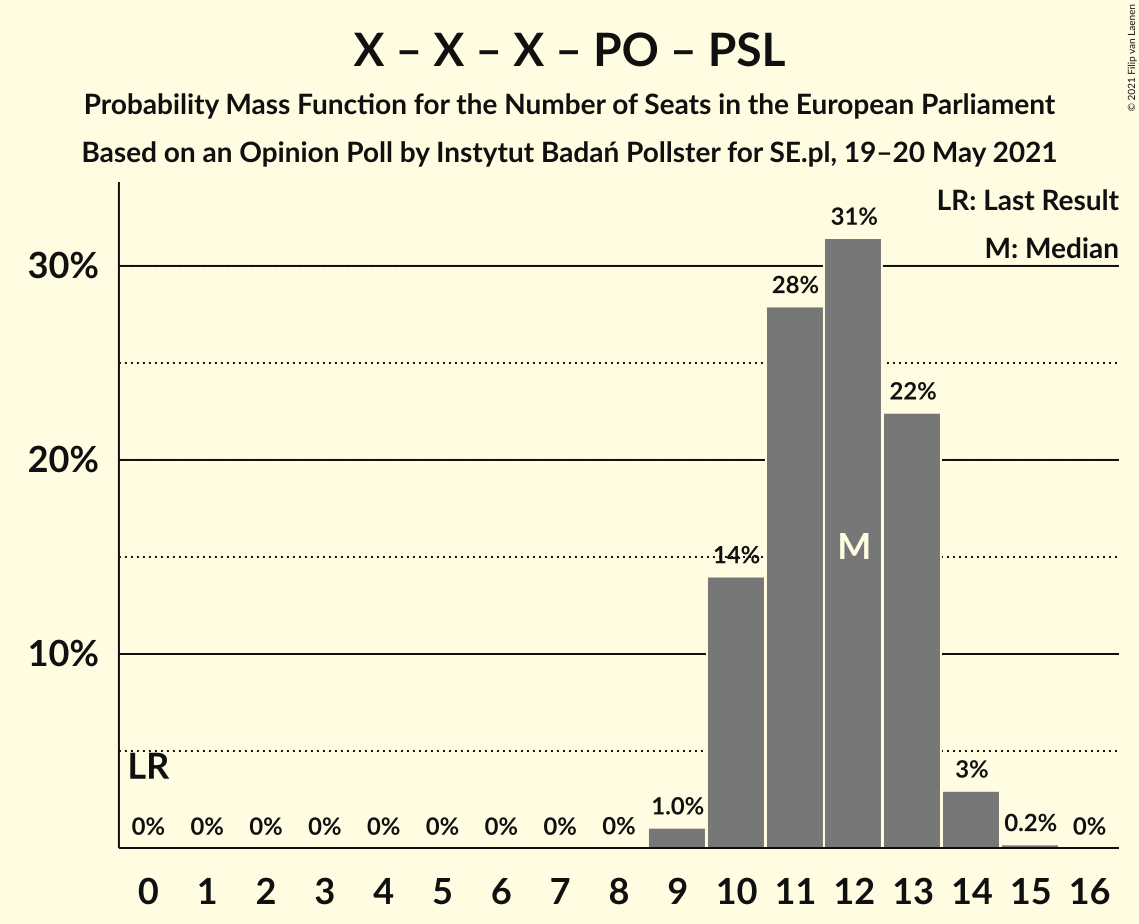 X – X – X – PO – PSL
Probability Mass Function for the Number of Seats in the European Parliament
Based on an Opinion Poll by Instytut Badań Pollster for SE.pl, 19–20 May 2021
© 2021 Filip van Laenen
LR: Last Result
M: Median
30%
20%
10%
31%
28%
22%
14%
M
LR
3%
1.0%
0.2%
0% 0% 0% 0% 0% 0% 0% 0% 0% 0%
0 1 2 3 4 5 6 7 8 9 10 11 12 13 14 15 16